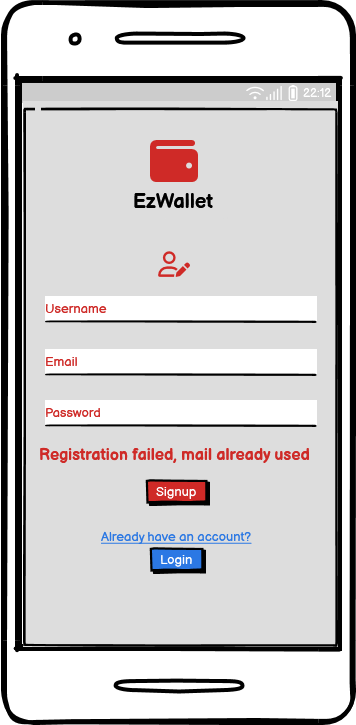 22:12
EzWallet
Username
Email
Password
Registration failed, mail already used
Signup
Already have an account?
Login